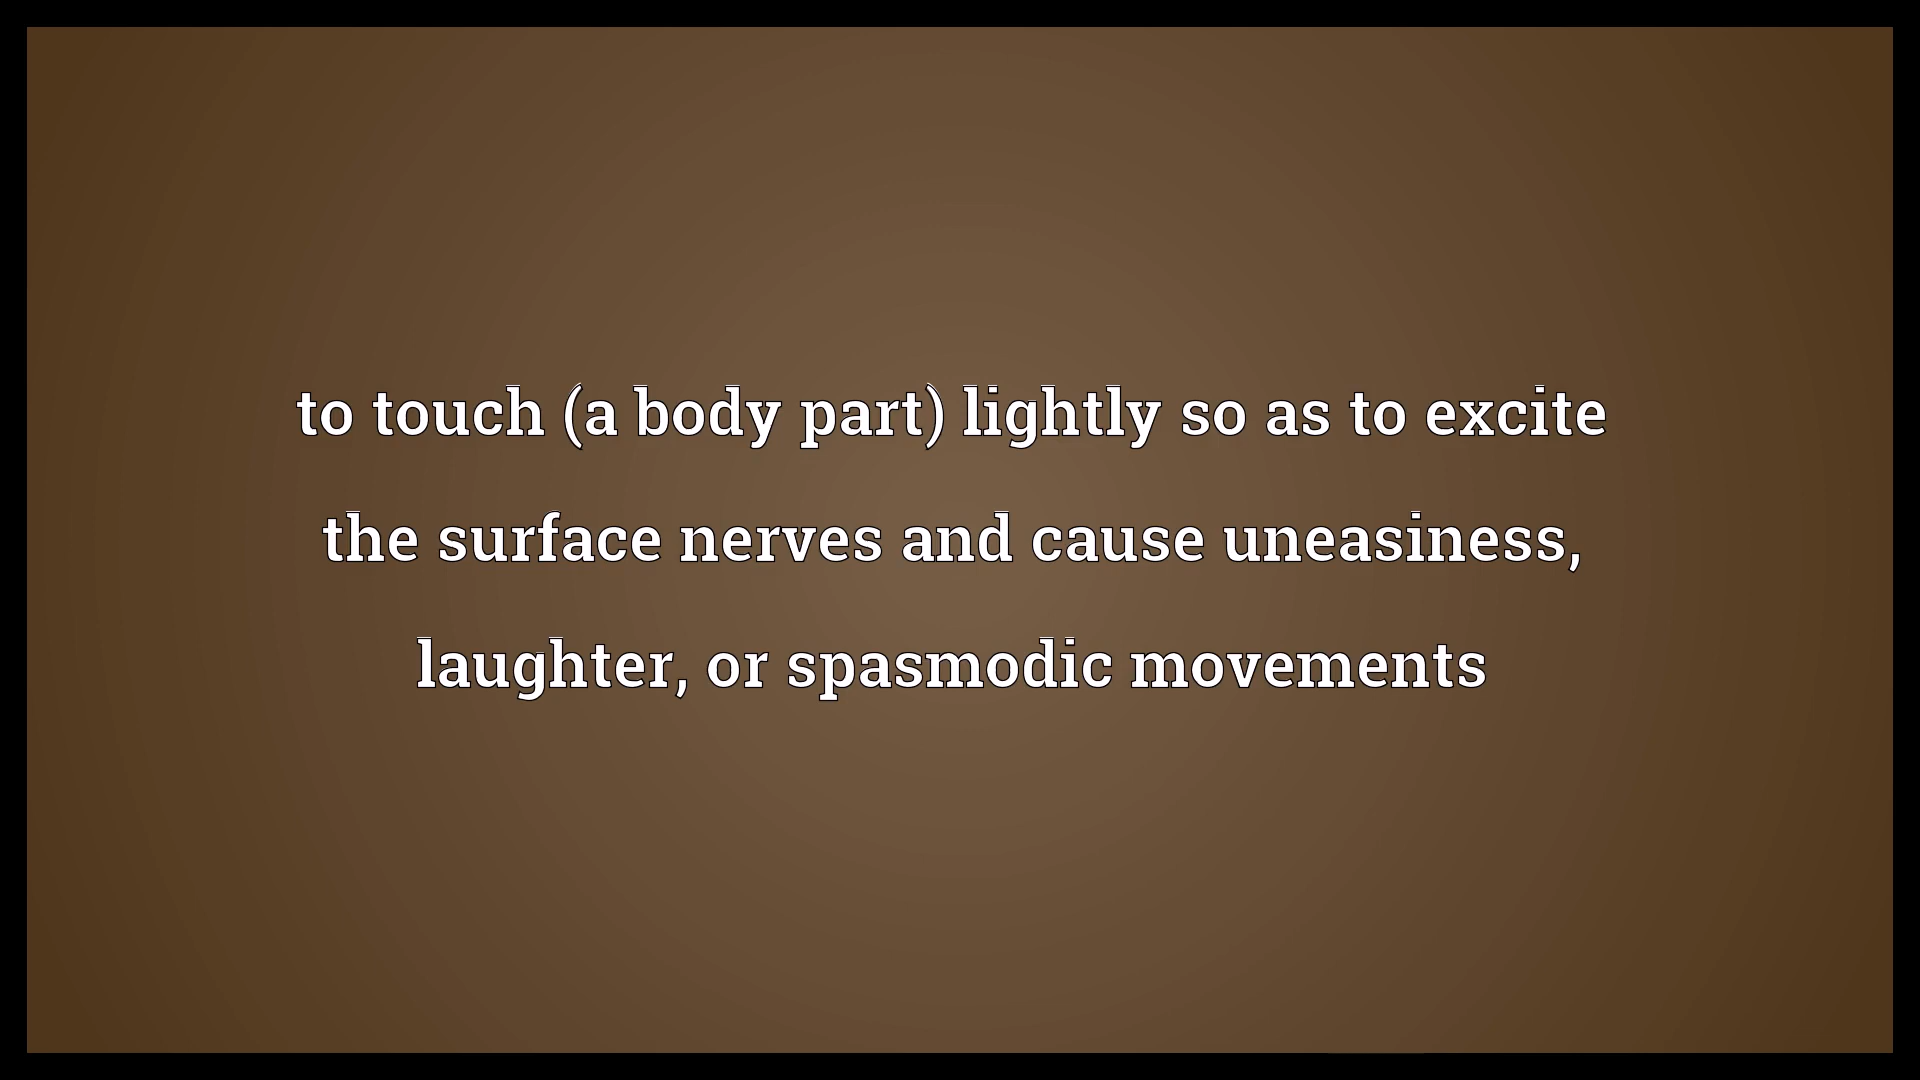 to touch (a body part) lightly so as to excite
the surface nerves and cause uneasiness,
laughter, or spasmodic movements